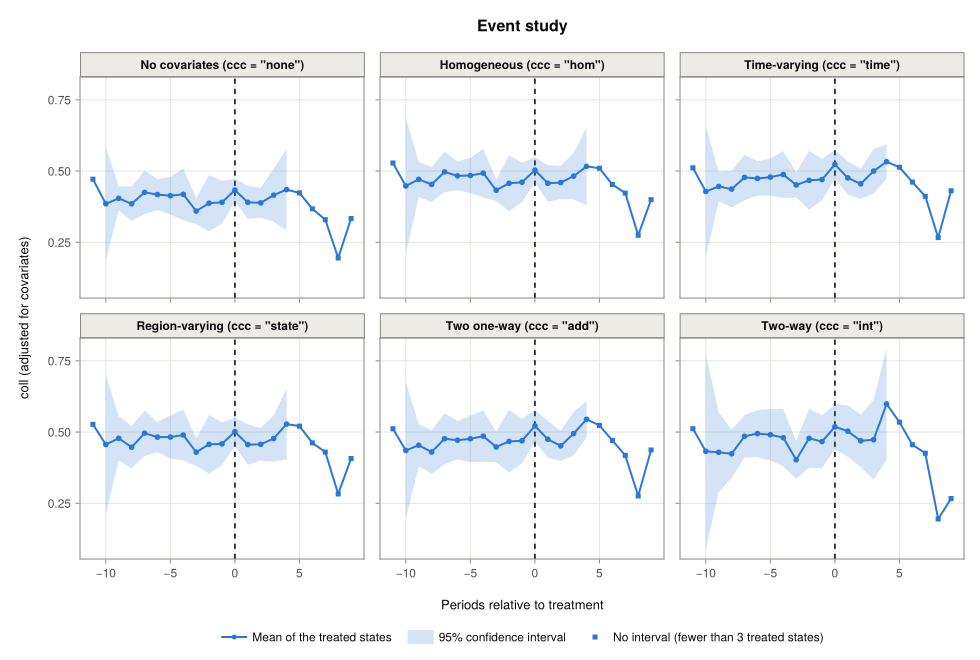 Event study
No covariates (ccc = "none")
Homogeneous (ccc = "hom")
Time-varying (ccc = "time")
0.75
0.50
0.25
Region-varying (ccc = "state")
Two one-way (ccc = "add")
Two-way (ccc = "int")
0.75
0.50
0.25
−10 −5 0 5
−10 −5 0 5
−10 −5 0 5
coll (adjusted for covariates)
Periods relative to treatment
Mean of the treated states
95% confidence interval
No interval (fewer than 3 treated states)